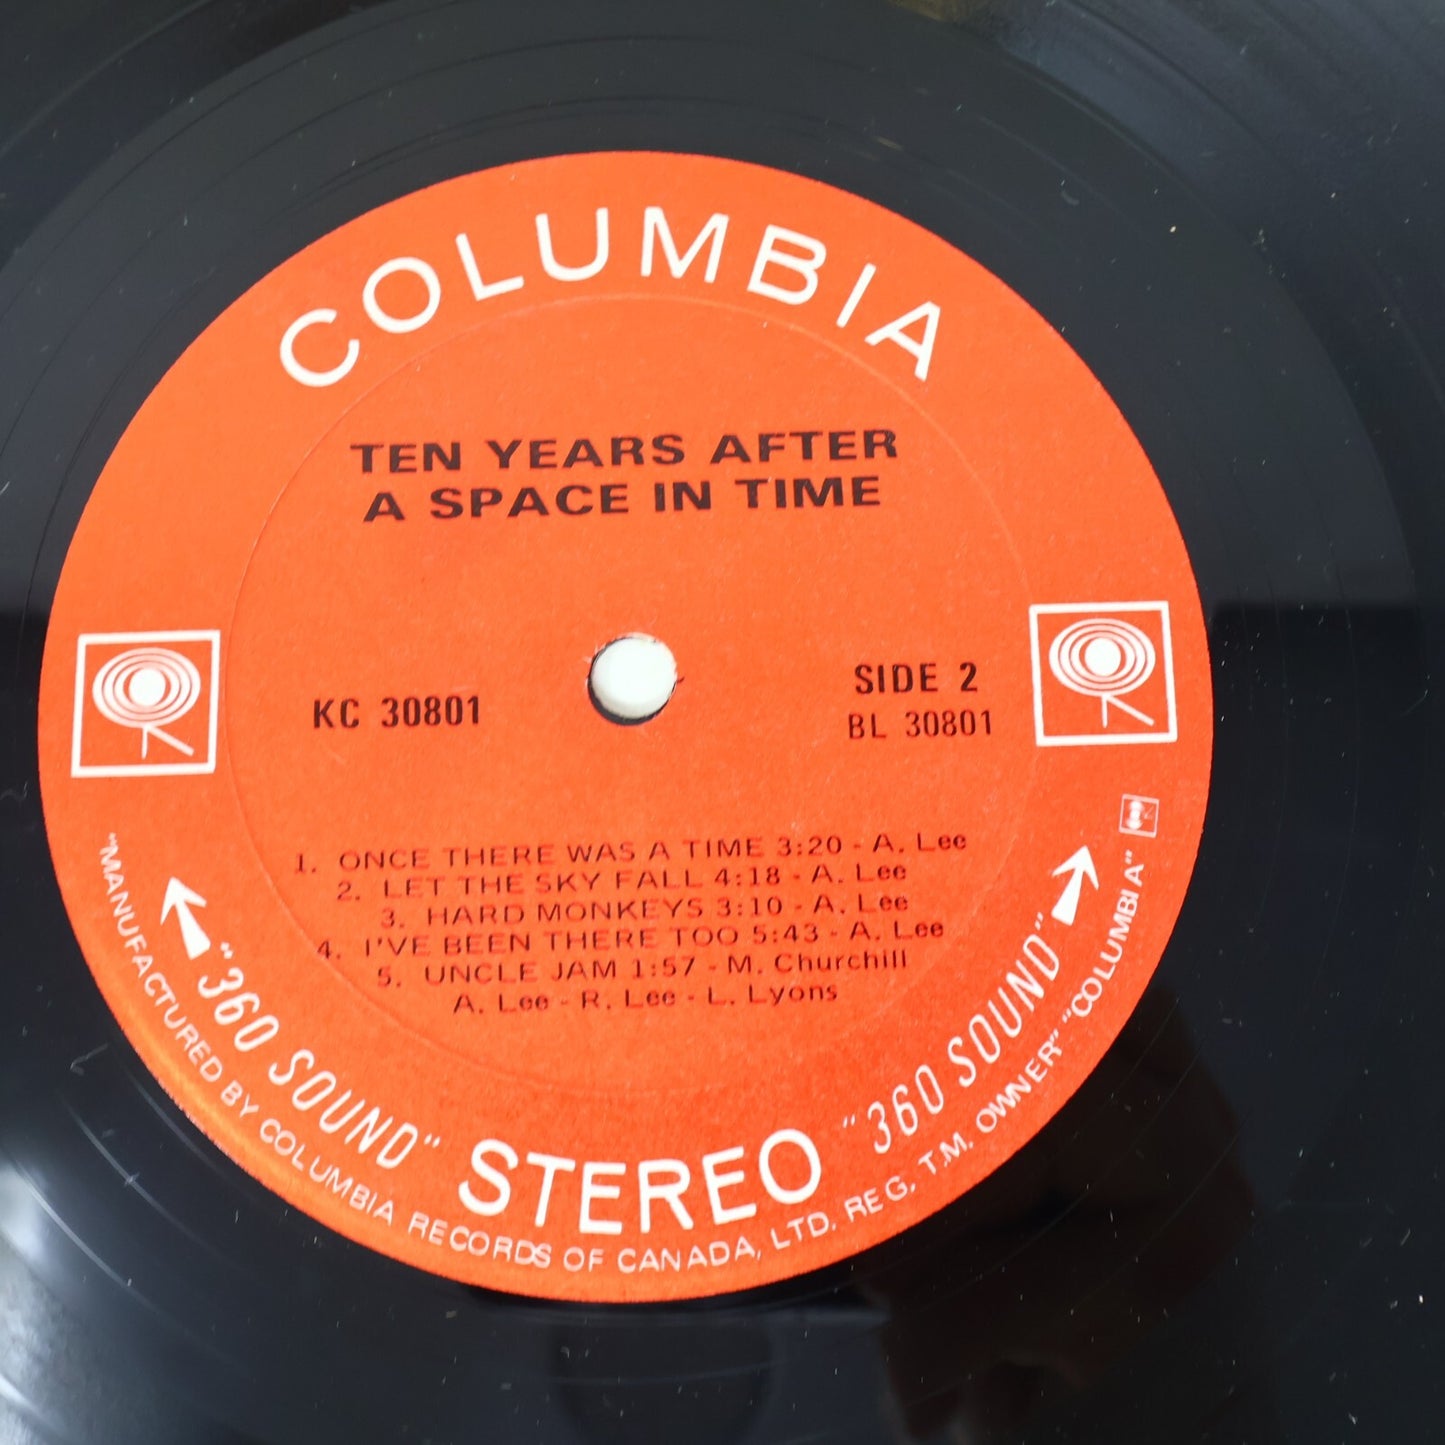 COLUMBIA
TEN YEARS AFTER
A SPACE IN TIME
KC 30801
SIDE 2
BL 30801
1. ONCE THERE WAS A TIME 3:20 - A. Lee
2. LET THE SKY FALL 4:18 - A. Lee
3. HARD MONKEYS 3:10 - A. Lee
4. I'VE BEEN THERE TOO 5:43 - A. Lee
5. UNCLE JAM 1:57 - M. Churchill
A. Lee - R. Lee - L. Lyons
"360 SOUND" STEREO "360 SOUND"
"MANUFACTURED BY COLUMBIA RECORDS OF CANADA, LTD. REG. T.M. OWNER" "COLUMBIA"